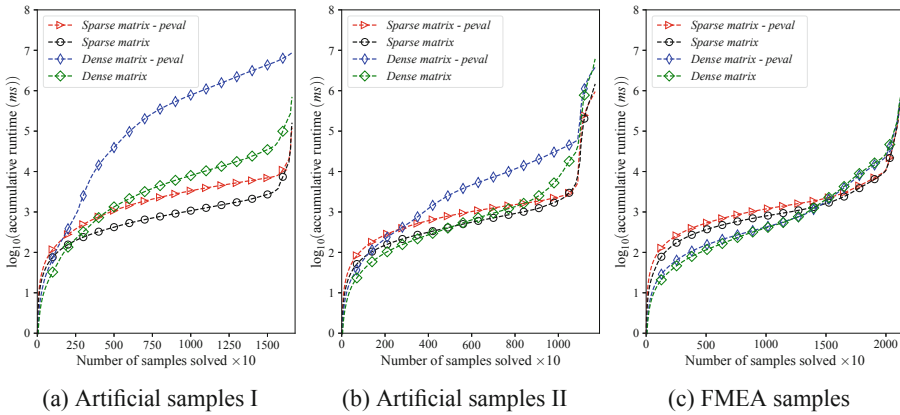 8
7
6
5
4
3
2
1
0
log10(accumulative runtime (ms))
Sparse matrix - peval
Sparse matrix
Dense matrix - peval
Dense matrix
0 250 500 750 1000 1250 1500
Number of samples solved ×10
(a) Artificial samples I
8
7
6
5
4
3
2
1
0
log10(accumulative runtime (ms))
Sparse matrix - peval
Sparse matrix
Dense matrix - peval
Dense matrix
0 200 400 600 800 1000
Number of samples solved ×10
(b) Artificial samples II
8
7
6
5
4
3
2
1
0
log10(accumulative runtime (ms))
Sparse matrix - peval
Sparse matrix
Dense matrix - peval
Dense matrix
0 500 1000 1500 2000
Number of samples solved ×10
(c) FMEA samples